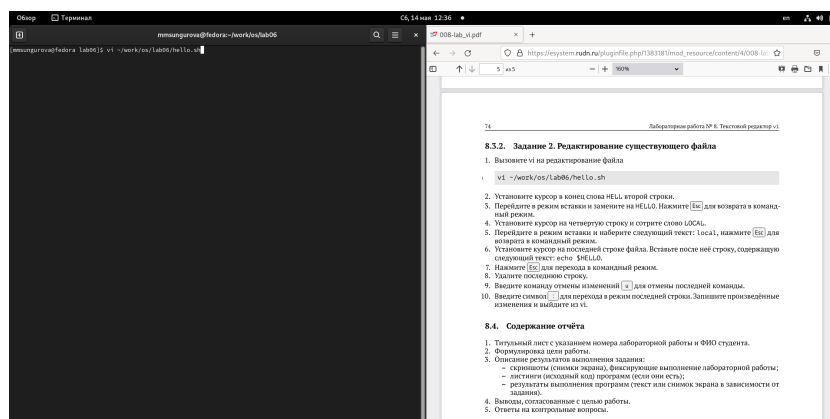 Обзор
Терминал
Сб, 14 мая 12:36
en
mmsungurova@fedora:~/work/os/lab06
[mmsungurova@fedora lab06]$ vi ~/work/os/lab06/hello.sh
008-lab_vi.pdf
https://esystem.rudn.ru/pluginfile.php/1383181/mod_resource/content/4/008-lab
5 из 5
160%
74 Лабораторная работа № 8. Текстовой редактор vi
8.3.2. Задание 2. Редактирование существующего файла
1. Вызовите vi на редактирование файла
1 vi ~/work/os/lab06/hello.sh
2. Установите курсор в конец слова HELL второй строки.
3. Перейдите в режим вставки и замените на HELLO. Нажмите Esc для возврата в команд-
ный режим.
4. Установите курсор на четвертую строку и сотрите слово LOCAL.
5. Перейдите в режим вставки и наберите следующий текст: local, нажмите Esc для
возврата в командный режим.
6. Установите курсор на последней строке файла. Вставьте после неё строку, содержащую
следующий текст: echo $HELLO.
7. Нажмите Esc для перехода в командный режим.
8. Удалите последнюю строку.
9. Введите команду отмены изменений u для отмены последней команды.
10. Введите символ : для перехода в режим последней строки. Запишите произведённые
изменения и выйдите из vi.
8.4. Содержание отчёта
1. Титульный лист с указанием номера лабораторной работы и ФИО студента.
2. Формулировка цели работы.
3. Описание результатов выполнения задания:
– скриншоты (снимки экрана), фиксирующие выполнение лабораторной работы;
– листинги (исходный код) программ (если они есть);
– результаты выполнения программ (текст или снимок экрана в зависимости от
задания).
4. Выводы, согласованные с целью работы.
5. Ответы на контрольные вопросы.